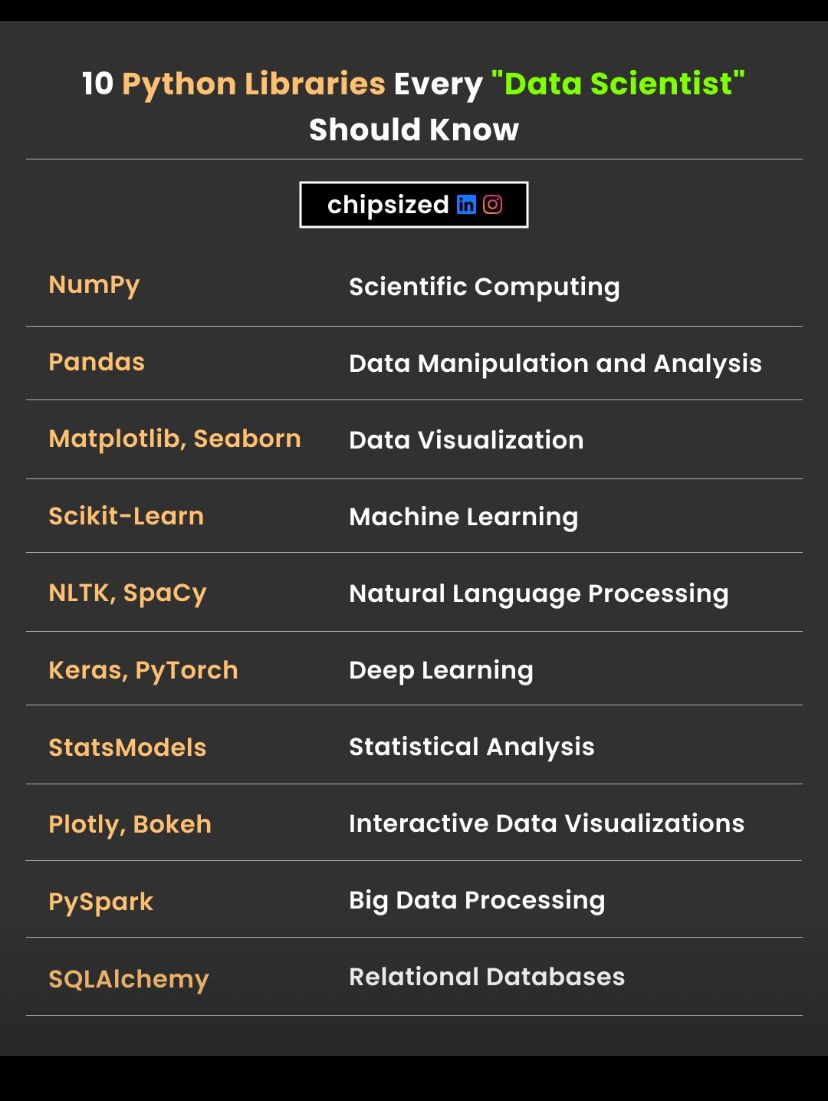 10 Python Libraries Every "Data Scientist"
Should Know
chipsized
NumPy Scientific Computing
Pandas Data Manipulation and Analysis
Matplotlib, Seaborn Data Visualization
Scikit-Learn Machine Learning
NLTK, SpaCy Natural Language Processing
Keras, PyTorch Deep Learning
StatsModels Statistical Analysis
Plotly, Bokeh Interactive Data Visualizations
PySpark Big Data Processing
SQLAlchemy Relational Databases